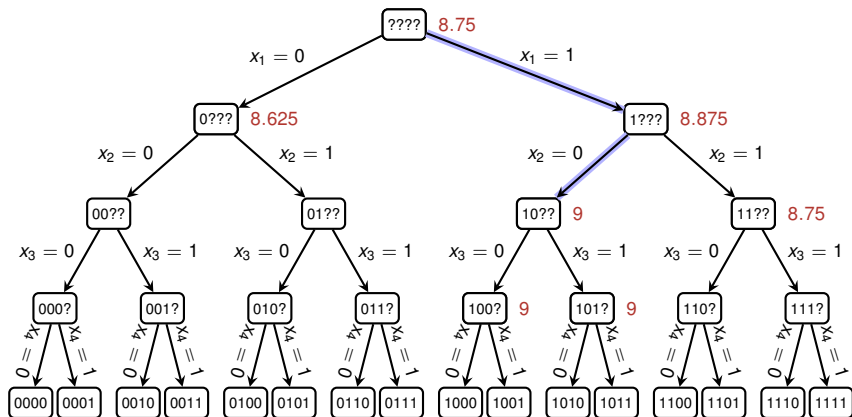 ???? 8.75
x₁ = 0 x₁ = 1
0??? 8.625 1??? 8.875
x₂ = 0 x₂ = 1 x₂ = 0 x₂ = 1
00?? 01?? 10?? 9 11?? 8.75
x₃ = 0 x₃ = 1 x₃ = 0 x₃ = 1 x₃ = 0 x₃ = 1 x₃ = 0 x₃ = 1
000? 001? 010? 011? 100? 9 101? 9 110? 111?
x₄ = 0 x₄ = 1 x₄ = 0 x₄ = 1 x₄ = 0 x₄ = 1 x₄ = 0 x₄ = 1 x₄ = 0 x₄ = 1 x₄ = 0 x₄ = 1 x₄ = 0 x₄ = 1 x₄ = 0 x₄ = 1
0000 0001 0010 0011 0100 0101 0110 0111 1000 1001 1010 1011 1100 1101 1110 1111